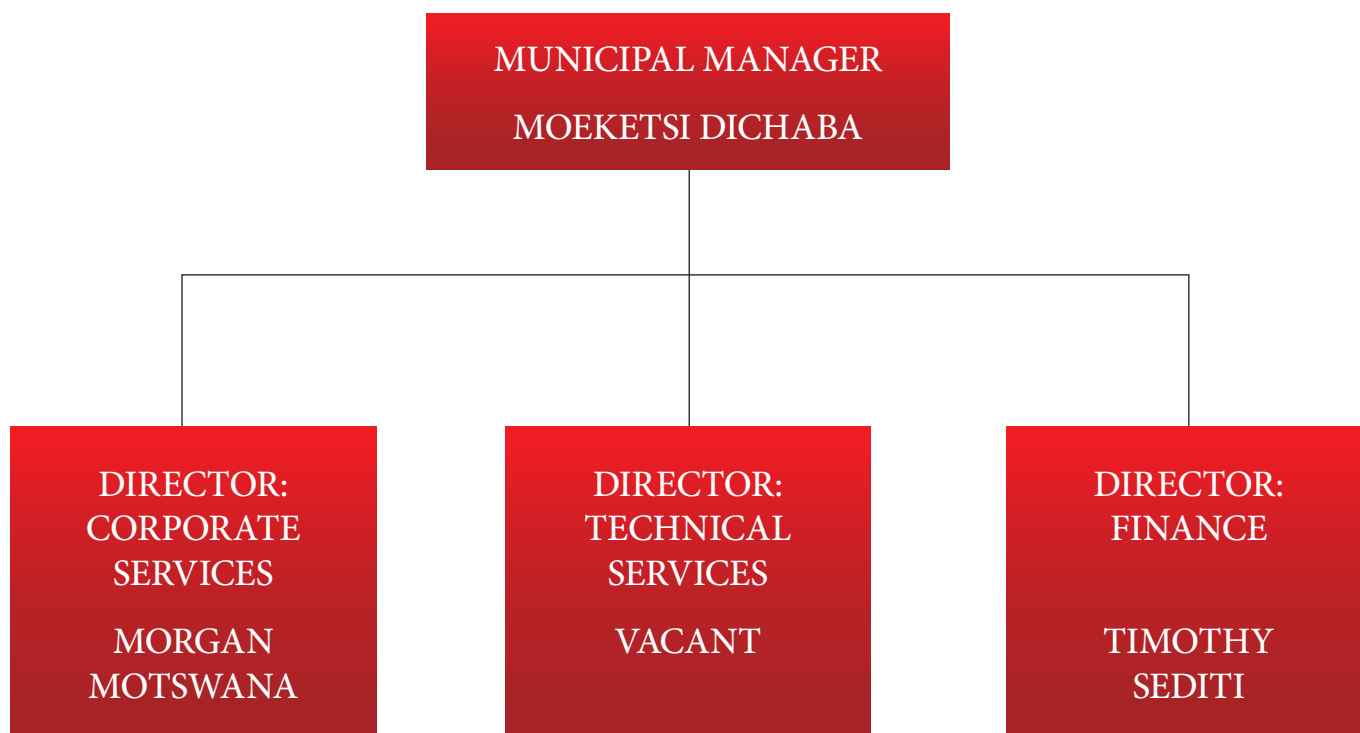 MUNICIPAL MANAGER
MOEKETSI DICHABA
DIRECTOR:
CORPORATE
SERVICES
MORGAN
MOTSWANA
DIRECTOR:
TECHNICAL
SERVICES
VACANT
DIRECTOR:
FINANCE
TIMOTHY
SEDITI